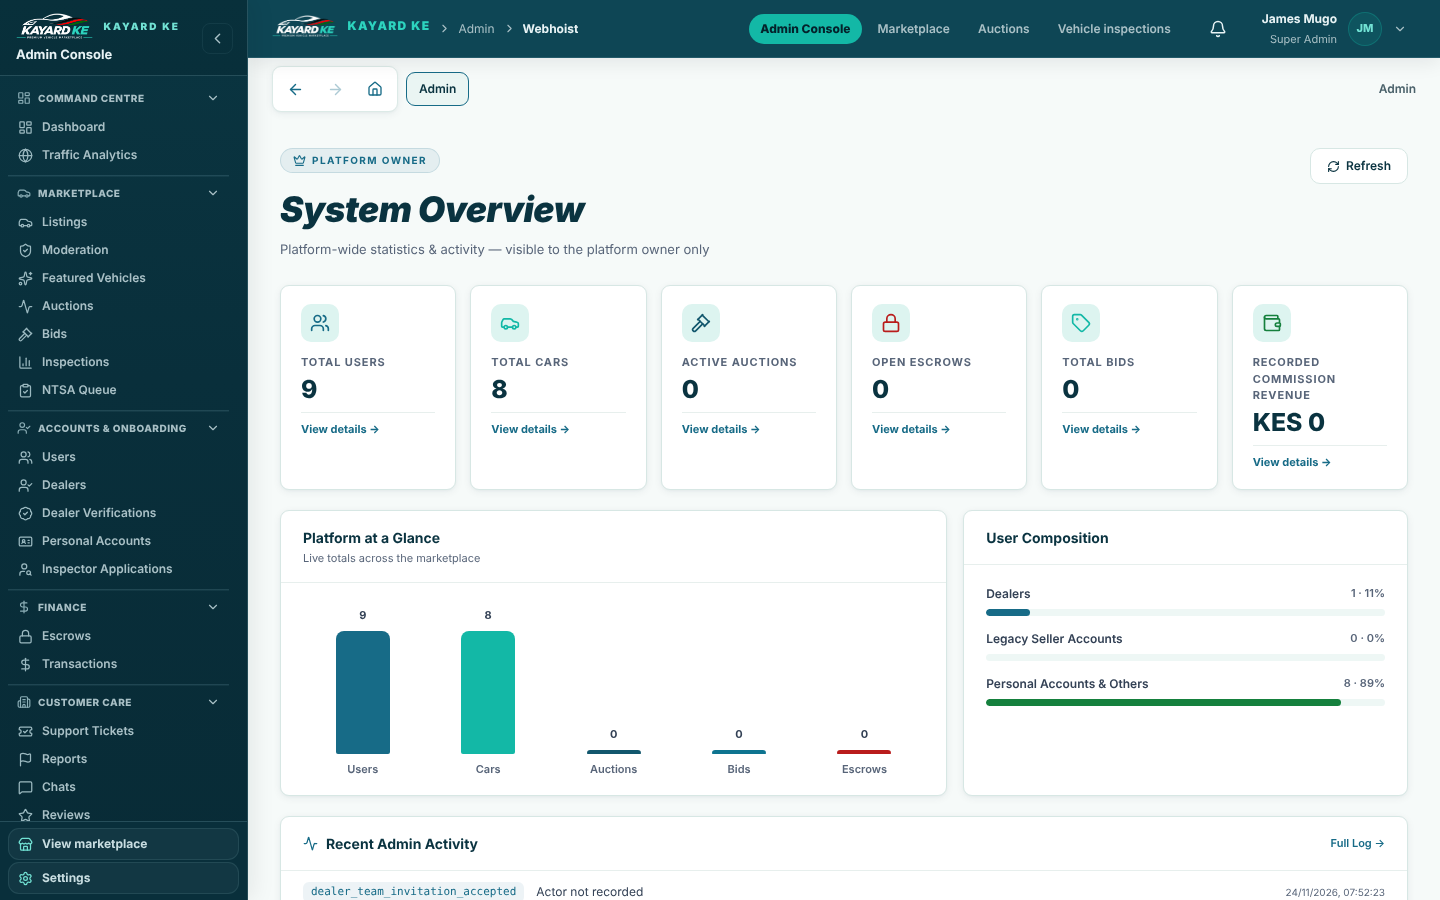 KAYARD KE
PREMIUM VEHICLE MARKETPLACE
KAYARD KE
Admin Console
COMMAND CENTRE
Dashboard
Traffic Analytics
MARKETPLACE
Listings
Moderation
Featured Vehicles
Auctions
Bids
Inspections
NTSA Queue
ACCOUNTS & ONBOARDING
Users
Dealers
Dealer Verifications
Personal Accounts
Inspector Applications
FINANCE
Escrows
Transactions
CUSTOMER CARE
Support Tickets
Reports
Chats
Reviews
View marketplace
Settings
KAYARD KE
KAYARD KE
Admin
Webhoist
Admin Console
Marketplace
Auctions
Vehicle inspections
James Mugo
Super Admin
JM
Admin
Admin
PLATFORM OWNER
Refresh
System Overview
Platform-wide statistics & activity — visible to the platform owner only
TOTAL USERS
9
View details →
TOTAL CARS
8
View details →
ACTIVE AUCTIONS
0
View details →
OPEN ESCROWS
0
View details →
TOTAL BIDS
0
View details →
RECORDED
COMMISSION
REVENUE
KES 0
View details →
Platform at a Glance
Live totals across the marketplace
9
8
0
0
0
Users
Cars
Auctions
Bids
Escrows
User Composition
Dealers
1 · 11%
Legacy Seller Accounts
0 · 0%
Personal Accounts & Others
8 · 89%
Recent Admin Activity
Full Log →
dealer_team_invitation_accepted
Actor not recorded
24/11/2026, 07:52:23